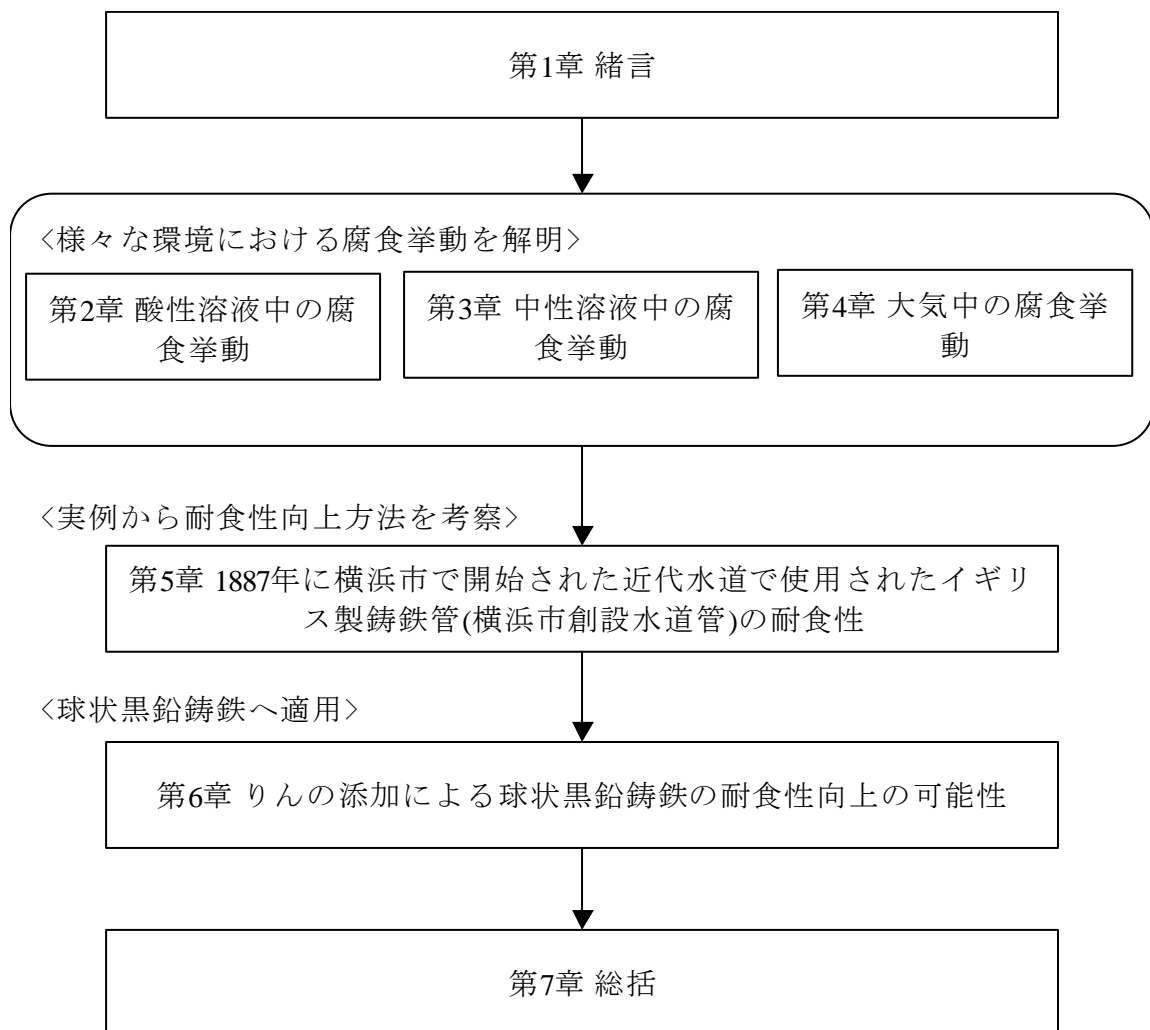 第1章 緒言
<様々な環境における腐食挙動を解明>
第2章 酸性溶液中の腐
食挙動
第3章 中性溶液中の腐
食挙動
第4章 大気中の腐食挙
動
<実例から耐食性向上方法を考察>
第5章 1887年に横浜市で開始された近代水道で使用されたイギリ
ス製鋳鉄管(横浜市創設水道管)の耐食性
<球状黒鉛鋳鉄へ適用>
第6章 りんの添加による球状黒鉛鋳鉄の耐食性向上の可能性
第7章 総括